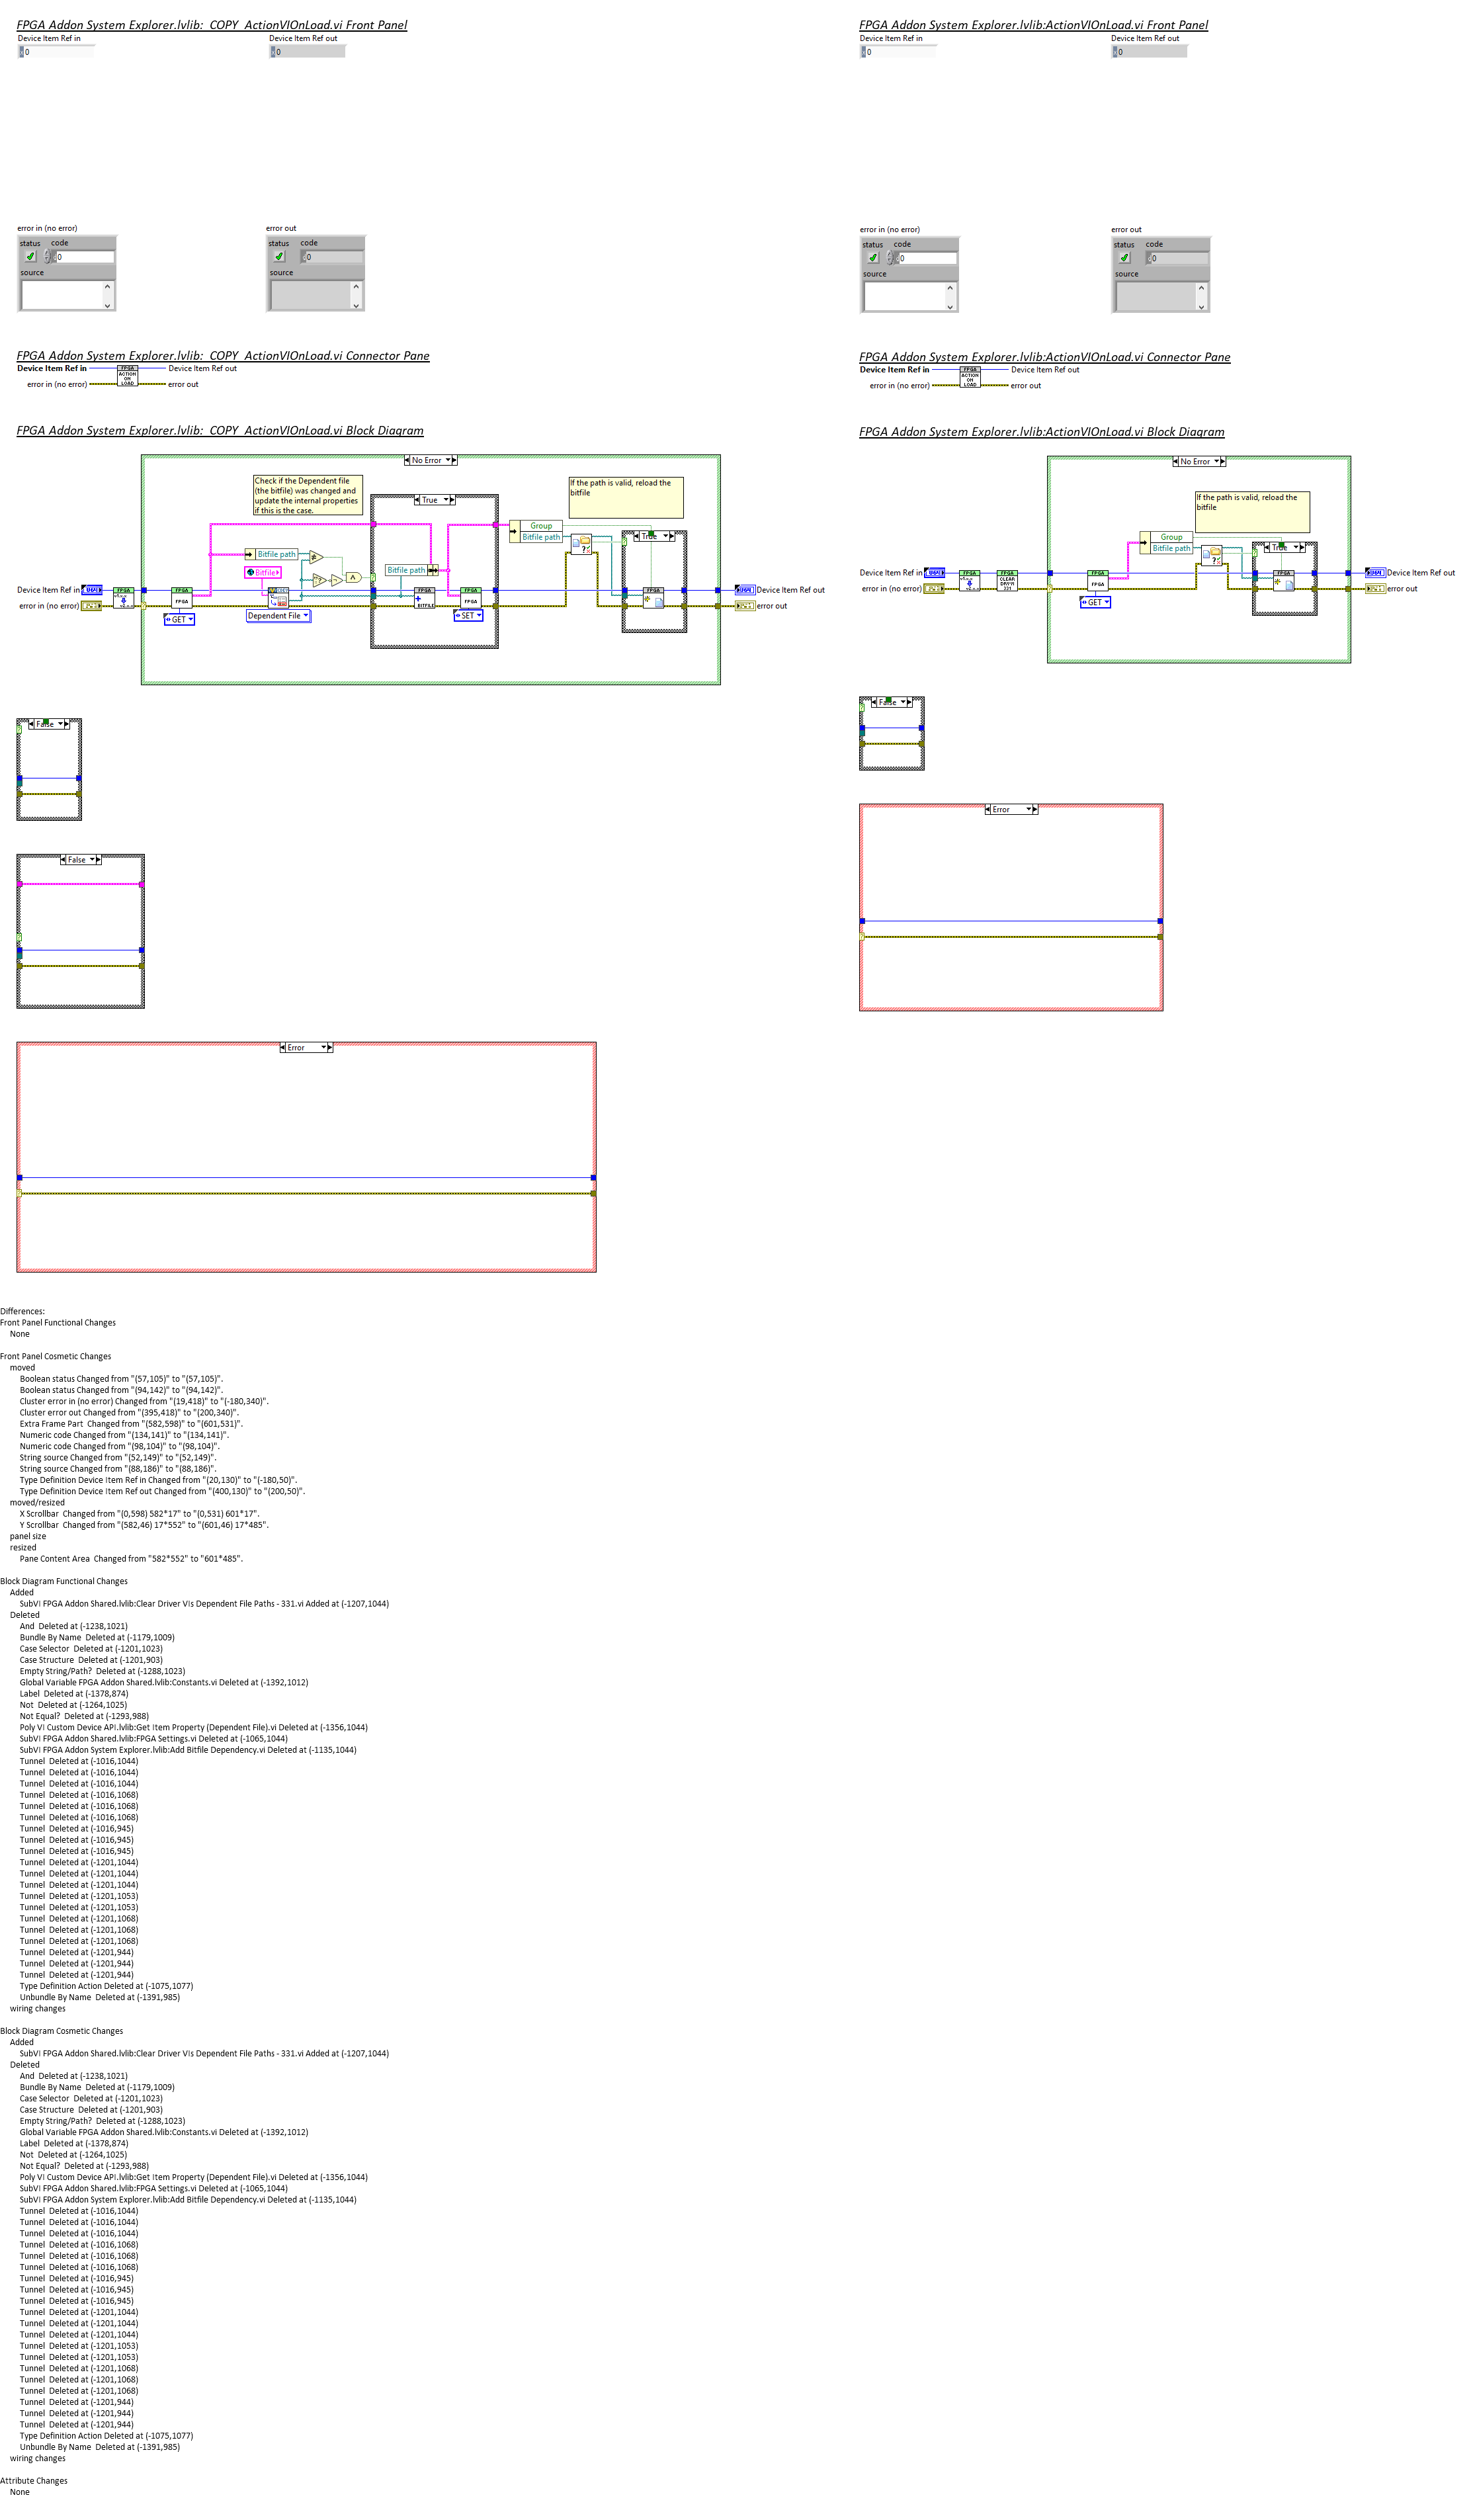 FPGA Addon System Explorer.lvlib:_COPY_ActionVIOnLoad.vi Front Panel
Device Item Ref in
Device Item Ref out
0
0
error in (no error)
error out
status code
status code
0
0
source
source
FPGA Addon System Explorer.lvlib:_COPY_ActionVIOnLoad.vi Connector Pane
Device Item Ref in
FPGA
ACTION
ON
LOAD
Device Item Ref out
error in (no error)
error out
FPGA Addon System Explorer.lvlib:_COPY_ActionVIOnLoad.vi Block Diagram
No Error
Check if the Dependent file
(the bitfile) was changed and
update the internal properties
if this is the case.
If the path is valid, reload the
bitfile
True
Group
Bitfile path
True
Bitfile path
Bitfile
Bitfile path
Device Item Ref in
FPGA
FPGA
FPGA
FPGA
BITFILE
FPGA
FPGA
FPGA
Device Item Ref out
error in (no error)
error out
GET
Dependent File
SET
False
False
Error
FPGA Addon System Explorer.lvlib:ActionVIOnLoad.vi Front Panel
Device Item Ref in
Device Item Ref out
0
0
error in (no error)
error out
status code
status code
0
0
source
source
FPGA Addon System Explorer.lvlib:ActionVIOnLoad.vi Connector Pane
Device Item Ref in
FPGA
ACTION
ON
LOAD
Device Item Ref out
error in (no error)
error out
FPGA Addon System Explorer.lvlib:ActionVIOnLoad.vi Block Diagram
No Error
If the path is valid, reload the
bitfile
Group
Bitfile path
True
Device Item Ref in
FPGA
FPGA
CLEAR
FPGA
FPGA
FPGA
Device Item Ref out
error in (no error)
error out
GET
False
Error
Differences:
Front Panel Functional Changes
None
Front Panel Cosmetic Changes
moved
Boolean status Changed from "(57,105)" to "(57,105)".
Boolean status Changed from "(94,142)" to "(94,142)".
Cluster error in (no error) Changed from "(19,418)" to "(-180,340)".
Cluster error out Changed from "(395,418)" to "(200,340)".
Extra Frame Part  Changed from "(582,598)" to "(601,531)".
Numeric code Changed from "(134,141)" to "(134,141)".
Numeric code Changed from "(98,104)" to "(98,104)".
String source Changed from "(52,149)" to "(52,149)".
String source Changed from "(88,186)" to "(88,186)".
Type Definition Device Item Ref in Changed from "(20,130)" to "(-180,50)".
Type Definition Device Item Ref out Changed from "(400,130)" to "(200,50)".
moved/resized
X Scrollbar  Changed from "(0,598) 582*17" to "(0,531) 601*17".
Y Scrollbar  Changed from "(582,46) 17*552" to "(601,46) 17*485".
panel size
resized
Pane Content Area  Changed from "582*552" to "601*485".
Block Diagram Functional Changes
Added
SubVI FPGA Addon Shared.lvlib:Clear Driver VIs Dependent File Paths - 331.vi Added at (-1207,1044)
Deleted
And  Deleted at (-1238,1021)
Bundle By Name  Deleted at (-1179,1009)
Case Selector  Deleted at (-1201,1023)
Case Structure  Deleted at (-1201,903)
Empty String/Path?  Deleted at (-1288,1023)
Global Variable FPGA Addon Shared.lvlib:Constants.vi Deleted at (-1392,1012)
Label  Deleted at (-1378,874)
Not  Deleted at (-1264,1025)
Not Equal?  Deleted at (-1293,988)
Poly VI Custom Device API.lvlib:Get Item Property (Dependent File).vi Deleted at (-1356,1044)
SubVI FPGA Addon Shared.lvlib:FPGA Settings.vi Deleted at (-1065,1044)
SubVI FPGA Addon System Explorer.lvlib:Add Bitfile Dependency.vi Deleted at (-1135,1044)
Tunnel  Deleted at (-1016,1044)
Tunnel  Deleted at (-1016,1044)
Tunnel  Deleted at (-1016,1044)
Tunnel  Deleted at (-1016,1068)
Tunnel  Deleted at (-1016,1068)
Tunnel  Deleted at (-1016,1068)
Tunnel  Deleted at (-1016,945)
Tunnel  Deleted at (-1016,945)
Tunnel  Deleted at (-1016,945)
Tunnel  Deleted at (-1201,1044)
Tunnel  Deleted at (-1201,1044)
Tunnel  Deleted at (-1201,1044)
Tunnel  Deleted at (-1201,1053)
Tunnel  Deleted at (-1201,1053)
Tunnel  Deleted at (-1201,1068)
Tunnel  Deleted at (-1201,1068)
Tunnel  Deleted at (-1201,1068)
Tunnel  Deleted at (-1201,944)
Tunnel  Deleted at (-1201,944)
Tunnel  Deleted at (-1201,944)
Type Definition Action Deleted at (-1075,1077)
Unbundle By Name  Deleted at (-1391,985)
wiring changes
Block Diagram Cosmetic Changes
Added
SubVI FPGA Addon Shared.lvlib:Clear Driver VIs Dependent File Paths - 331.vi Added at (-1207,1044)
Deleted
And  Deleted at (-1238,1021)
Bundle By Name  Deleted at (-1179,1009)
Case Selector  Deleted at (-1201,1023)
Case Structure  Deleted at (-1201,903)
Empty String/Path?  Deleted at (-1288,1023)
Global Variable FPGA Addon Shared.lvlib:Constants.vi Deleted at (-1392,1012)
Label  Deleted at (-1378,874)
Not  Deleted at (-1264,1025)
Not Equal?  Deleted at (-1293,988)
Poly VI Custom Device API.lvlib:Get Item Property (Dependent File).vi Deleted at (-1356,1044)
SubVI FPGA Addon Shared.lvlib:FPGA Settings.vi Deleted at (-1065,1044)
SubVI FPGA Addon System Explorer.lvlib:Add Bitfile Dependency.vi Deleted at (-1135,1044)
Tunnel  Deleted at (-1016,1044)
Tunnel  Deleted at (-1016,1044)
Tunnel  Deleted at (-1016,1044)
Tunnel  Deleted at (-1016,1068)
Tunnel  Deleted at (-1016,1068)
Tunnel  Deleted at (-1016,1068)
Tunnel  Deleted at (-1016,945)
Tunnel  Deleted at (-1016,945)
Tunnel  Deleted at (-1016,945)
Tunnel  Deleted at (-1201,1044)
Tunnel  Deleted at (-1201,1044)
Tunnel  Deleted at (-1201,1044)
Tunnel  Deleted at (-1201,1053)
Tunnel  Deleted at (-1201,1053)
Tunnel  Deleted at (-1201,1068)
Tunnel  Deleted at (-1201,1068)
Tunnel  Deleted at (-1201,1068)
Tunnel  Deleted at (-1201,944)
Tunnel  Deleted at (-1201,944)
Tunnel  Deleted at (-1201,944)
Type Definition Action Deleted at (-1075,1077)
Unbundle By Name  Deleted at (-1391,985)
wiring changes
Attribute Changes
None